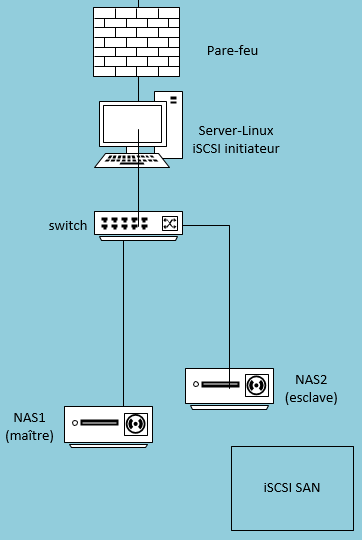 Pare-feu
Server-Linux
iSCSI initiateur
switch
NAS2
(esclave)
NAS1
(maître)
iSCSI SAN